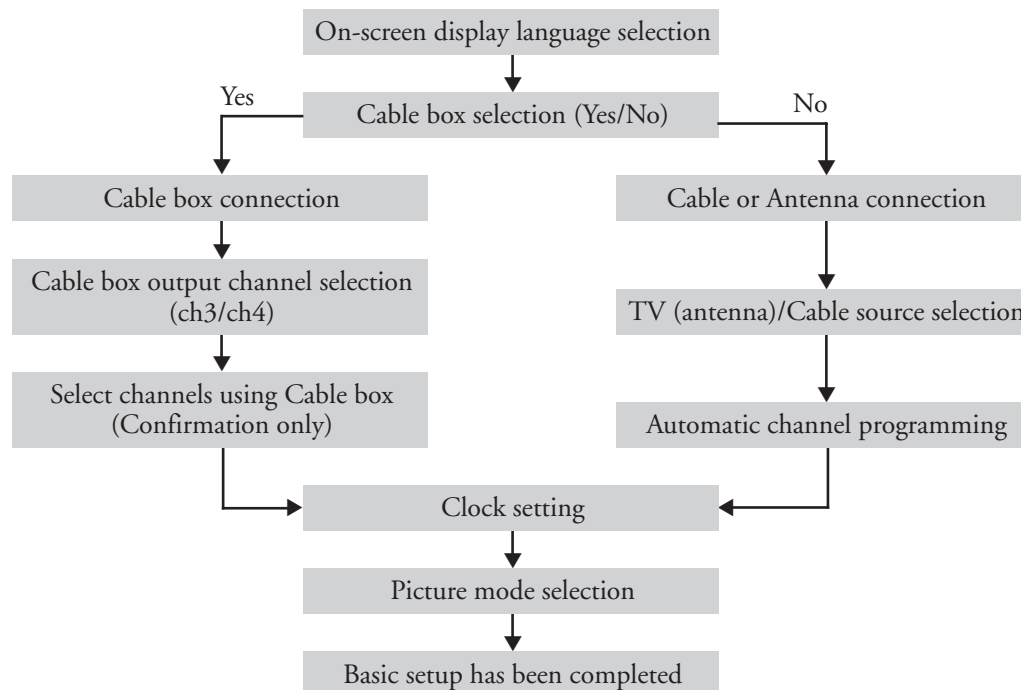 On-screen display language selection
Yes
Cable box selection (Yes/No)
No
Cable box connection
Cable or Antenna connection
Cable box output channel selection
(ch3/ch4)
TV (antenna)/Cable source selection
Select channels using Cable box
(Confirmation only)
Automatic channel programming
Clock setting
Picture mode selection
Basic setup has been completed